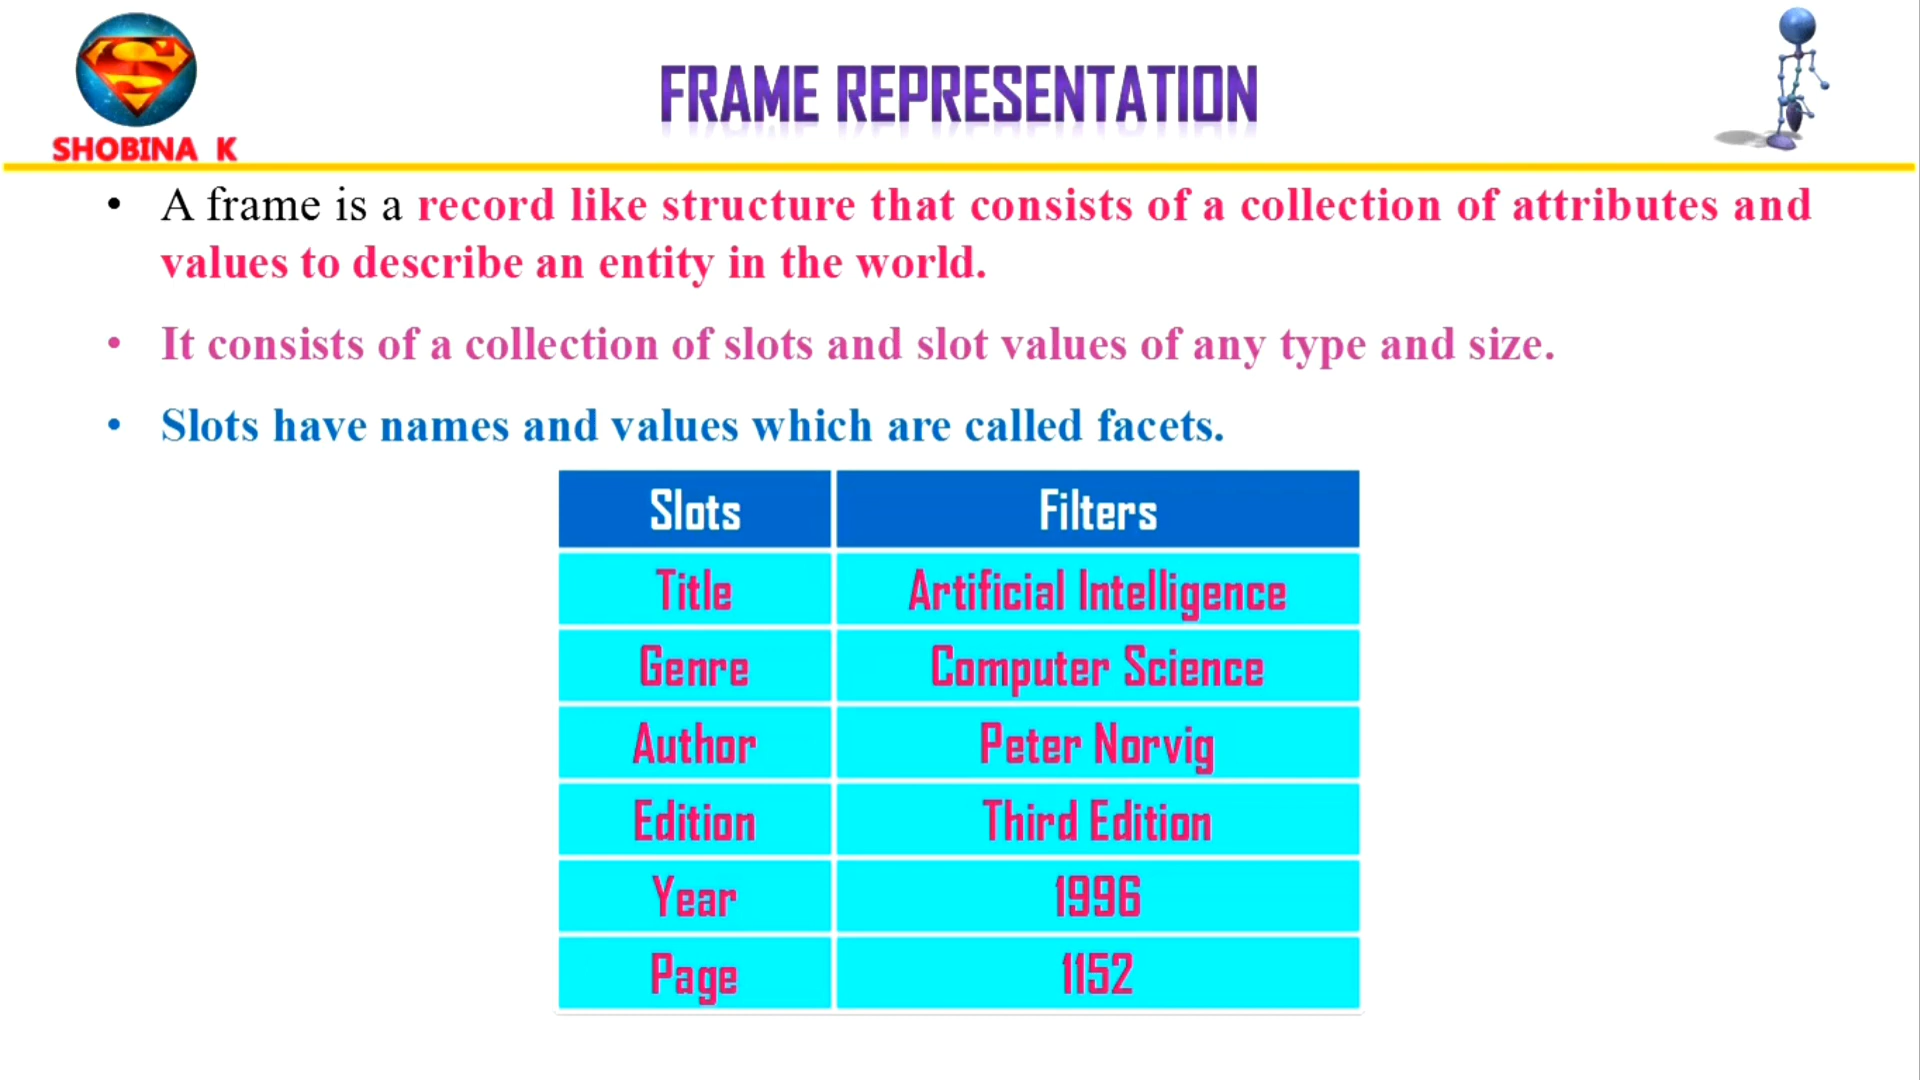 SHOBINA K
FRAME REPRESENTATION
• A frame is a record like structure that consists of a collection of attributes and
values to describe an entity in the world.
• It consists of a collection of slots and slot values of any type and size.
• Slots have names and values which are called facets.
Slots Filters
Title Artificial Intelligence
Genre Computer Science
Author Peter Norvig
Edition Third Edition
Year 1996
Page 1152